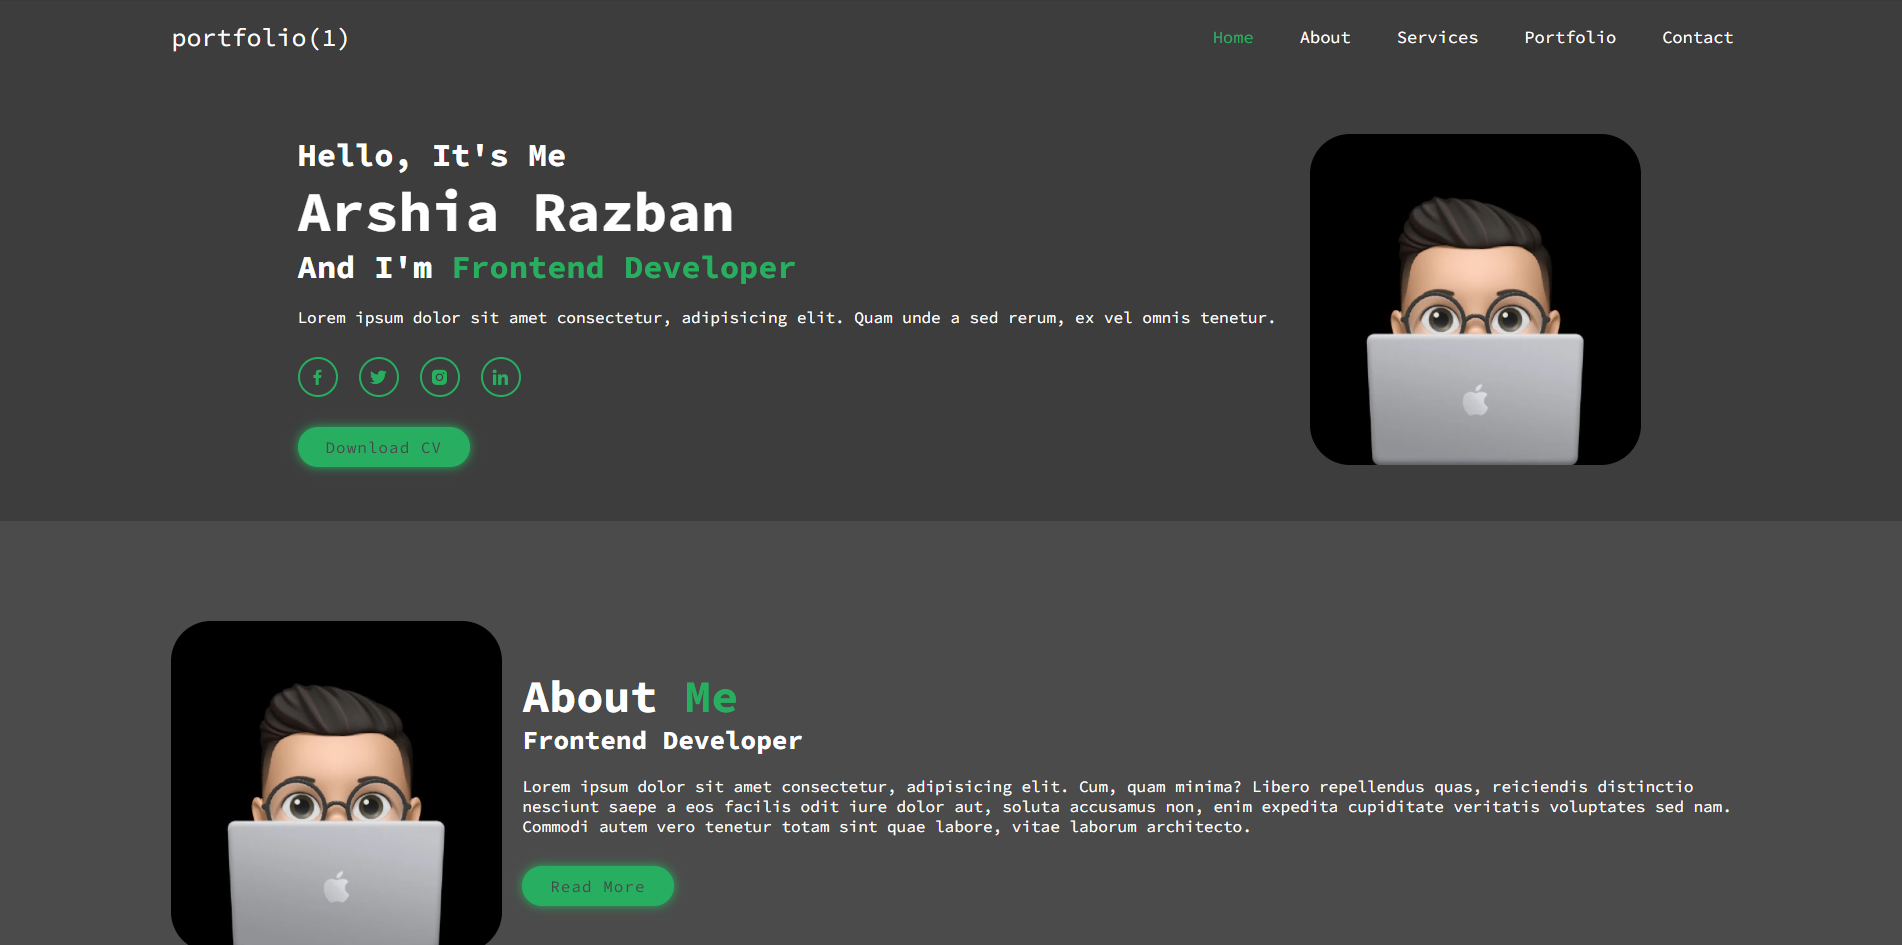 portfolio(1)
Home About Services Portfolio Contact
Hello, It's Me
Arshia Razban
And I'm Frontend Developer
Lorem ipsum dolor sit amet consectetur, adipisicing elit. Quam unde a sed rerum, ex vel omnis tenetur.
Download CV
About Me
Frontend Developer
Lorem ipsum dolor sit amet consectetur, adipisicing elit. Cum, quam minima? Libero repellendus quas, reiciendis distinctio
nesciunt saepe a eos facilis odit iure dolor aut, soluta accusamus non, enim expedita cupiditate veritatis voluptates sed nam.
Commodi autem vero tenetur totam sint quae labore, vitae laborum architecto.
Read More